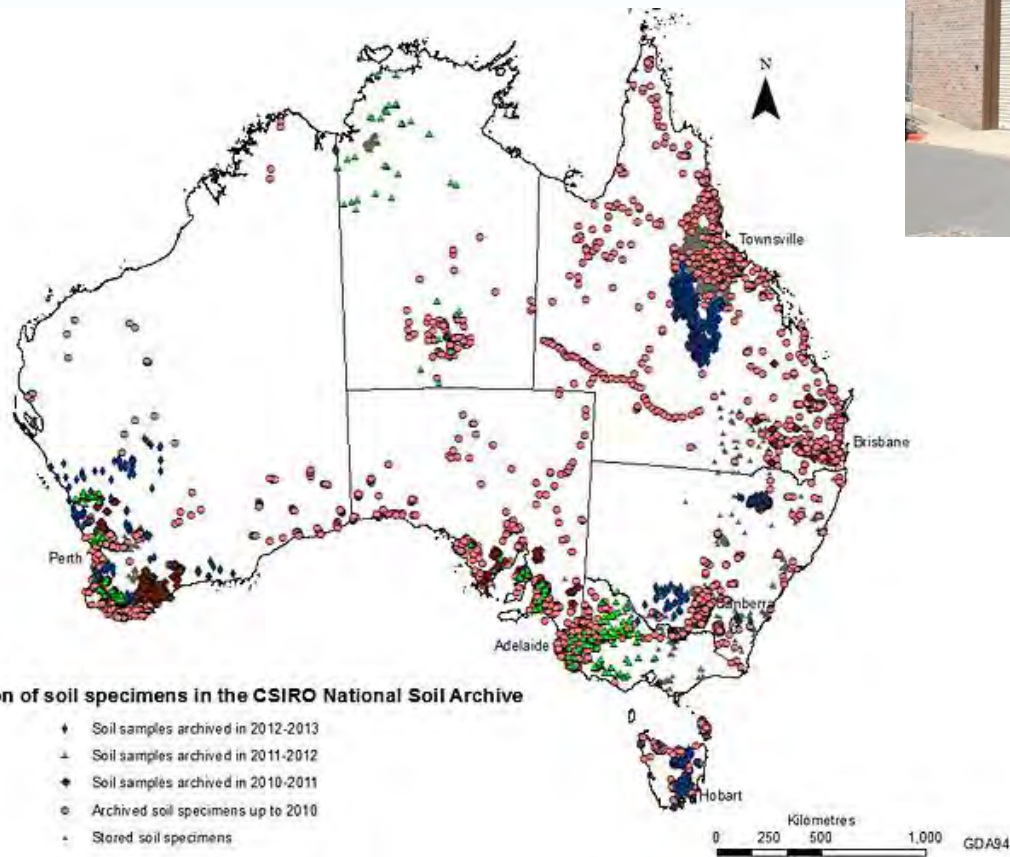 N
Townsville
Brisbane
Perth
Canberra
Adelaide
on of soil specimens in the CSIRO National Soil Archive
Soil samples archived in 2012-2013
Soil samples archived in 2011-2012
Soil samples archived in 2010-2011
Archived soil specimens up to 2010
Stored soil specimens
Hobart
Kilometres
0 250 500 1,000 GDA94